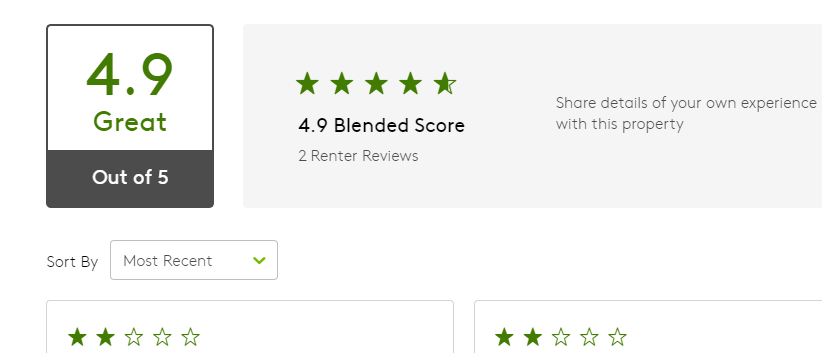 4.9
Great
Out of 5
4.9 Blended Score
2 Renter Reviews
Share details of your own experience
with this property
Sort By
Most Recent